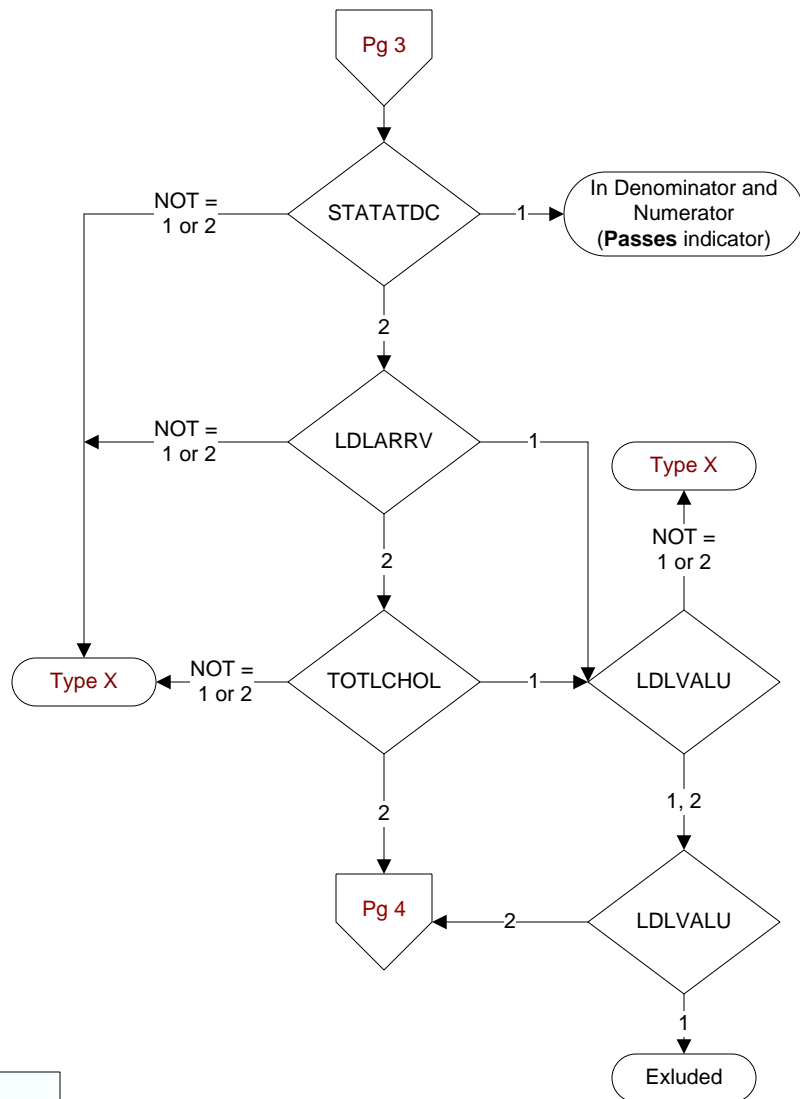 Pg 3
NOT =
1 or 2
STATATDC
1
In Denominator and
Numerator
(Passes indicator)
2
NOT =
1 or 2
LDLARRV
1
Type X
NOT =
1 or 2
2
Type X
NOT =
1 or 2
TOTLCHOL
1
LDLVALU
2
1, 2
Pg 4
2
LDLVALU
1
Exluded